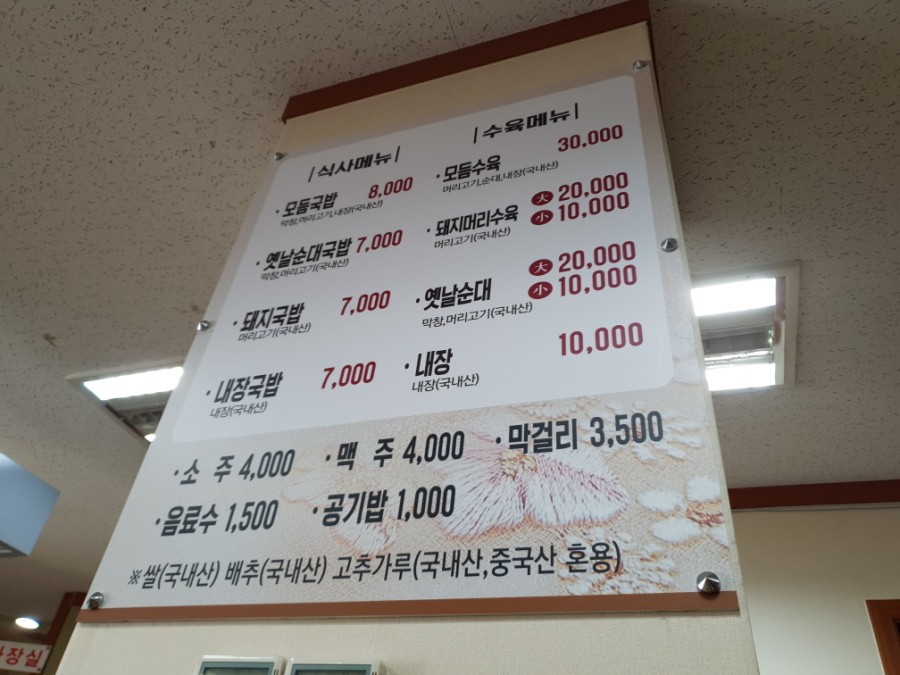 |식사메뉴|
·모듬국밥 8,000
막창,머리고기,내장(국내산)
·옛날순대국밥 7,000
막창,머리고기(국내산)
·돼지국밥 7,000
머리고기(국내산)
·내장국밥 7,000
내장(국내산)
|수육메뉴|
·모듬수육 30,000
머리고기,순대,내장(국내산)
·돼지머리수육 大 20,000
小 10,000
머리고기(국내산)
·옛날순대 大 20,000
小 10,000
막창,머리고기(국내산)
·내장 10,000
내장(국내산)
·소 주 4,000 ·맥 주 4,000 ·막걸리 3,500
·음료수 1,500 ·공기밥 1,000
※쌀(국내산) 배추(국내산) 고추가루(국내산,중국산 혼용)
장실